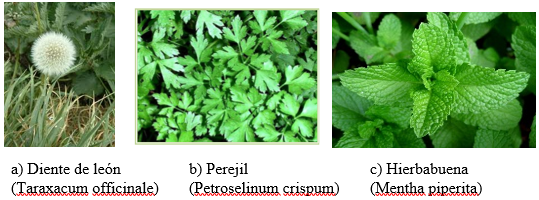 a) Diente de león
(Taraxacum officinale)
b) Perejil
(Petroselinum crispum)
c) Hierbabuena
(Mentha piperita)